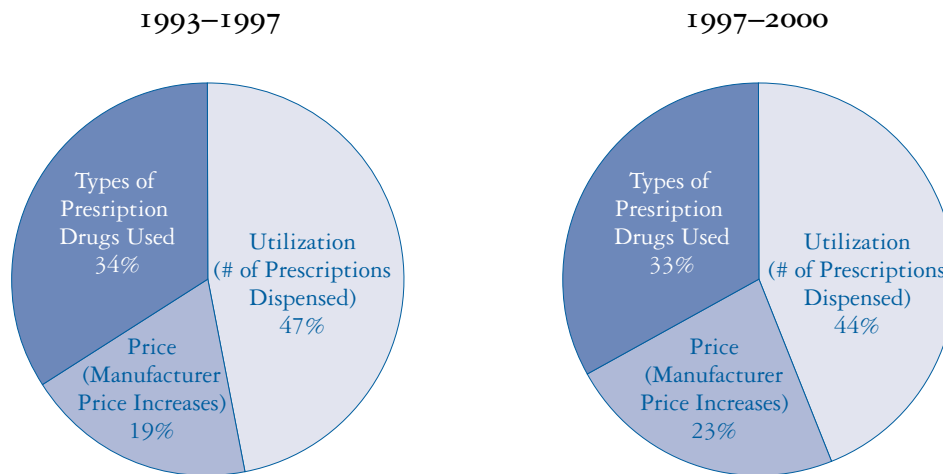 1993–1997
Types of
Presription
Drugs Used
34%
Utilization
(# of Prescriptions
Dispensed)
47%
Price
(Manufacturer
Price Increases)
19%
1997–2000
Types of
Presription
Drugs Used
33%
Utilization
(# of Prescriptions
Dispensed)
44%
Price
(Manufacturer
Price Increases)
23%